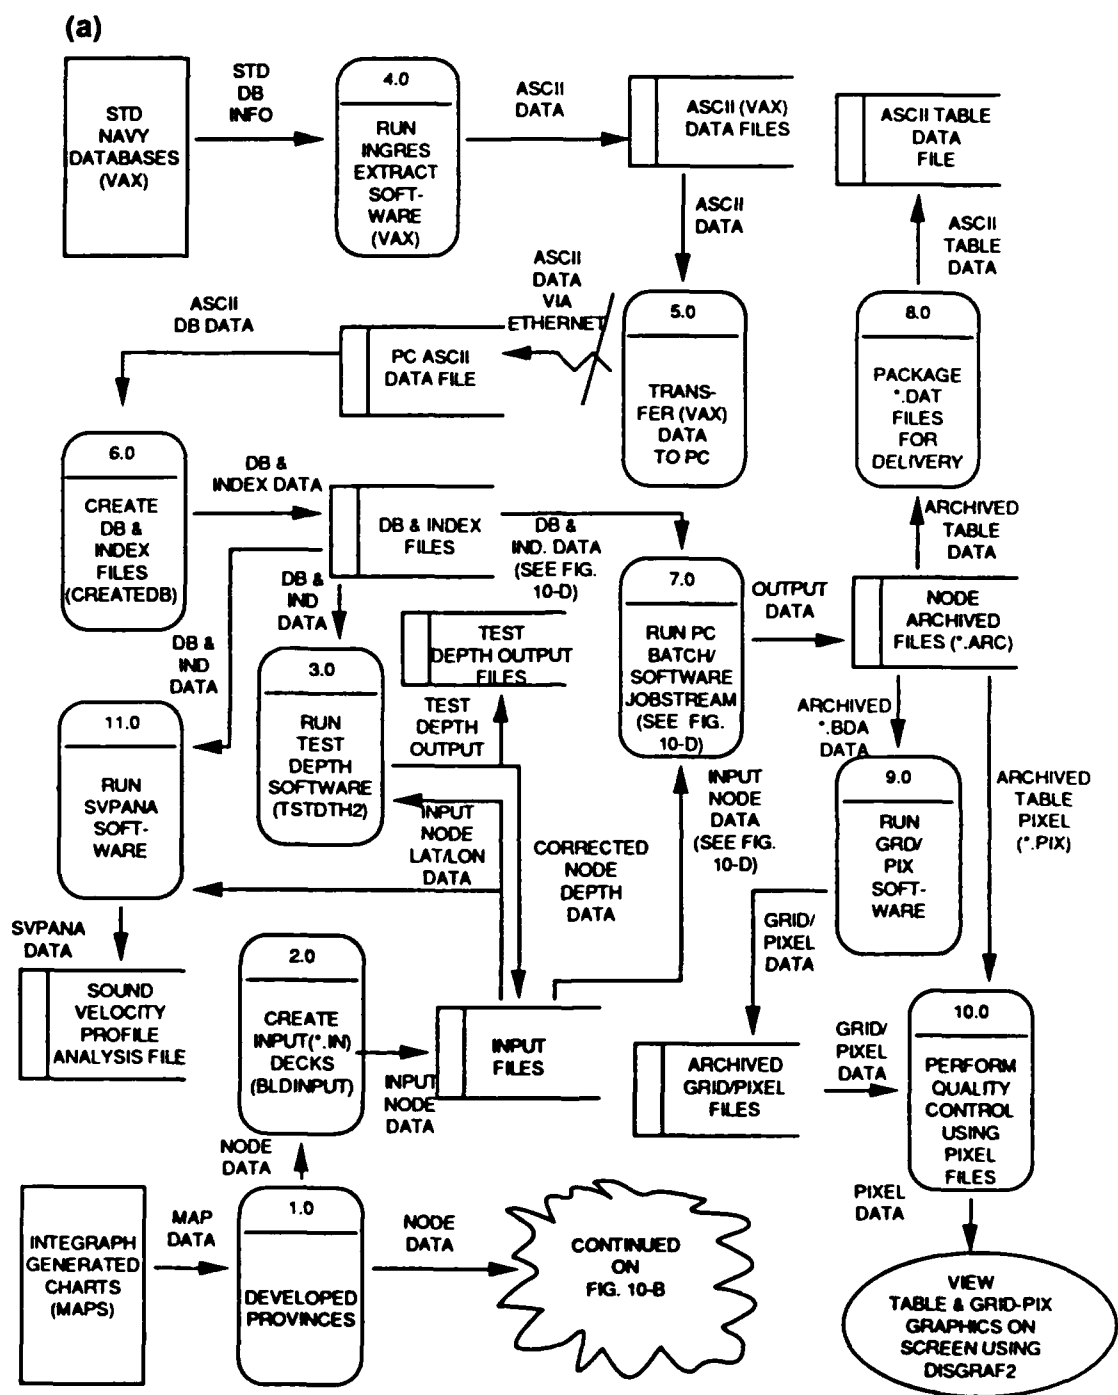 (a)
STD
NAVY
DATABASES
(VAX)
STD
DB
INFO
4.0
RUN
INGRES
EXTRACT
SOFT-
WARE
(VAX)
ASCII
DATA
ASCII (VAX)
DATA FILES
ASCII TABLE
DATA
FILE
ASCII
DATA
ASCII
TABLE
DATA
ASCII
DATA
VIA
ETHERNET
ASCII
DB DATA
PC ASCII
DATA FILE
5.0
TRANS-
FER (VAX)
DATA
TO PC
8.0
PACKAGE
*.DAT
FILES
FOR
DELIVERY
6.0
CREATE
DB &
INDEX
FILES
(CREATEDB)
DB &
INDEX DATA
DB & INDEX
FILES
DB &
IND. DATA
(SEE FIG.
10-D)
ARCHIVED
TABLE
DATA
7.0
RUN PC
BATCH/
SOFTWARE
JOBSTREAM
(SEE FIG.
10-D)
OUTPUT
DATA
NODE
ARCHIVED
FILES (*.ARC)
DB &
IND
DATA
DB &
IND
DATA
TEST
DEPTH OUTPUT
FILES
3.0
RUN
TEST
DEPTH
SOFTWARE
(TSTDTH2)
TEST
DEPTH
OUTPUT
11.0
RUN
SVPANA
SOFT-
WARE
INPUT
NODE
LAT/LON
DATA
CORRECTED
NODE
DEPTH
DATA
INPUT
NODE
DATA
(SEE FIG.
10-D)
ARCHIVED
*.BDA
DATA
9.0
RUN
GRD/
PIX
SOFT-
WARE
ARCHIVED
TABLE
PIXEL
(*.PIX)
SVPANA
DATA
SOUND
VELOCITY
PROFILE
ANALYSIS FILE
2.0
CREATE
INPUT(*.IN)
DECKS
(BLDINPUT)
INPUT
NODE
DATA
INPUT
FILES
GRID/
PIXEL
DATA
ARCHIVED
GRID/PIXEL
FILES
GRID/
PIXEL
DATA
10.0
PERFORM
QUALITY
CONTROL
USING
PIXEL
FILES
NODE
DATA
INTEGRAPH
GENERATED
CHARTS
(MAPS)
MAP
DATA
1.0
DEVELOPED
PROVINCES
NODE
DATA
CONTINUED
ON
FIG. 10-B
PIXEL
DATA
VIEW
TABLE & GRID-PIX
GRAPHICS ON
SCREEN USING
DISGRAF2